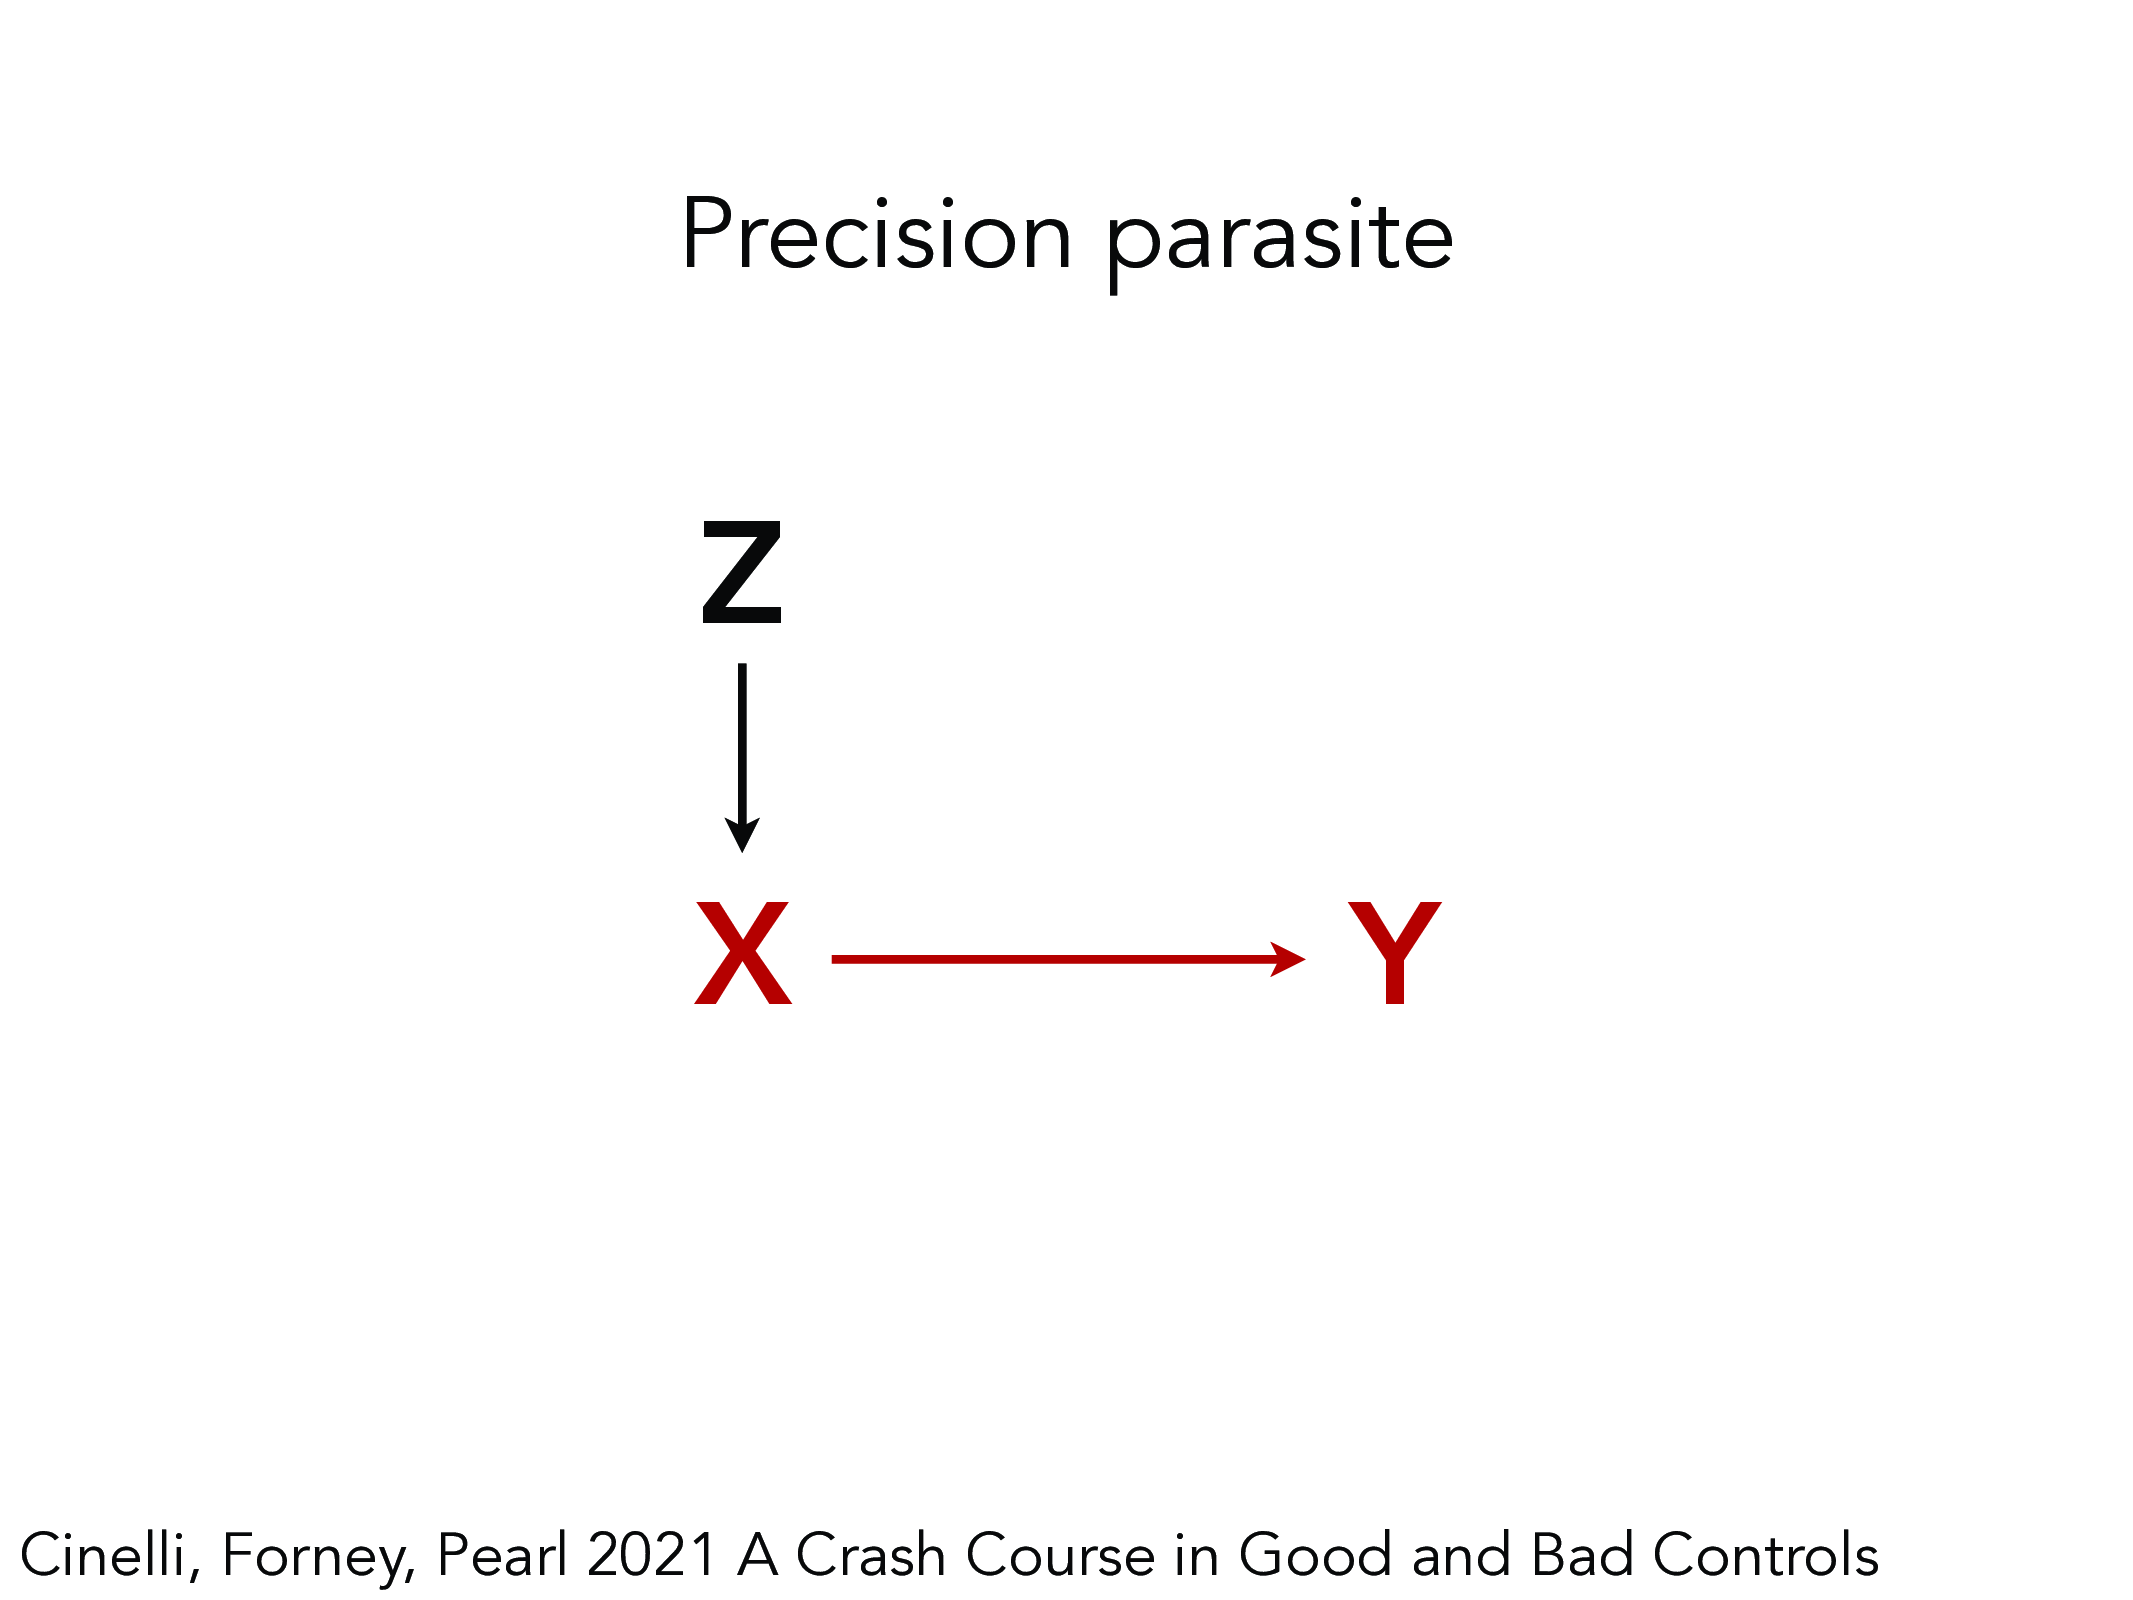 Precision parasite
Z
X Y
Cinelli, Forney, Pearl 2021 A Crash Course in Good and Bad Controls